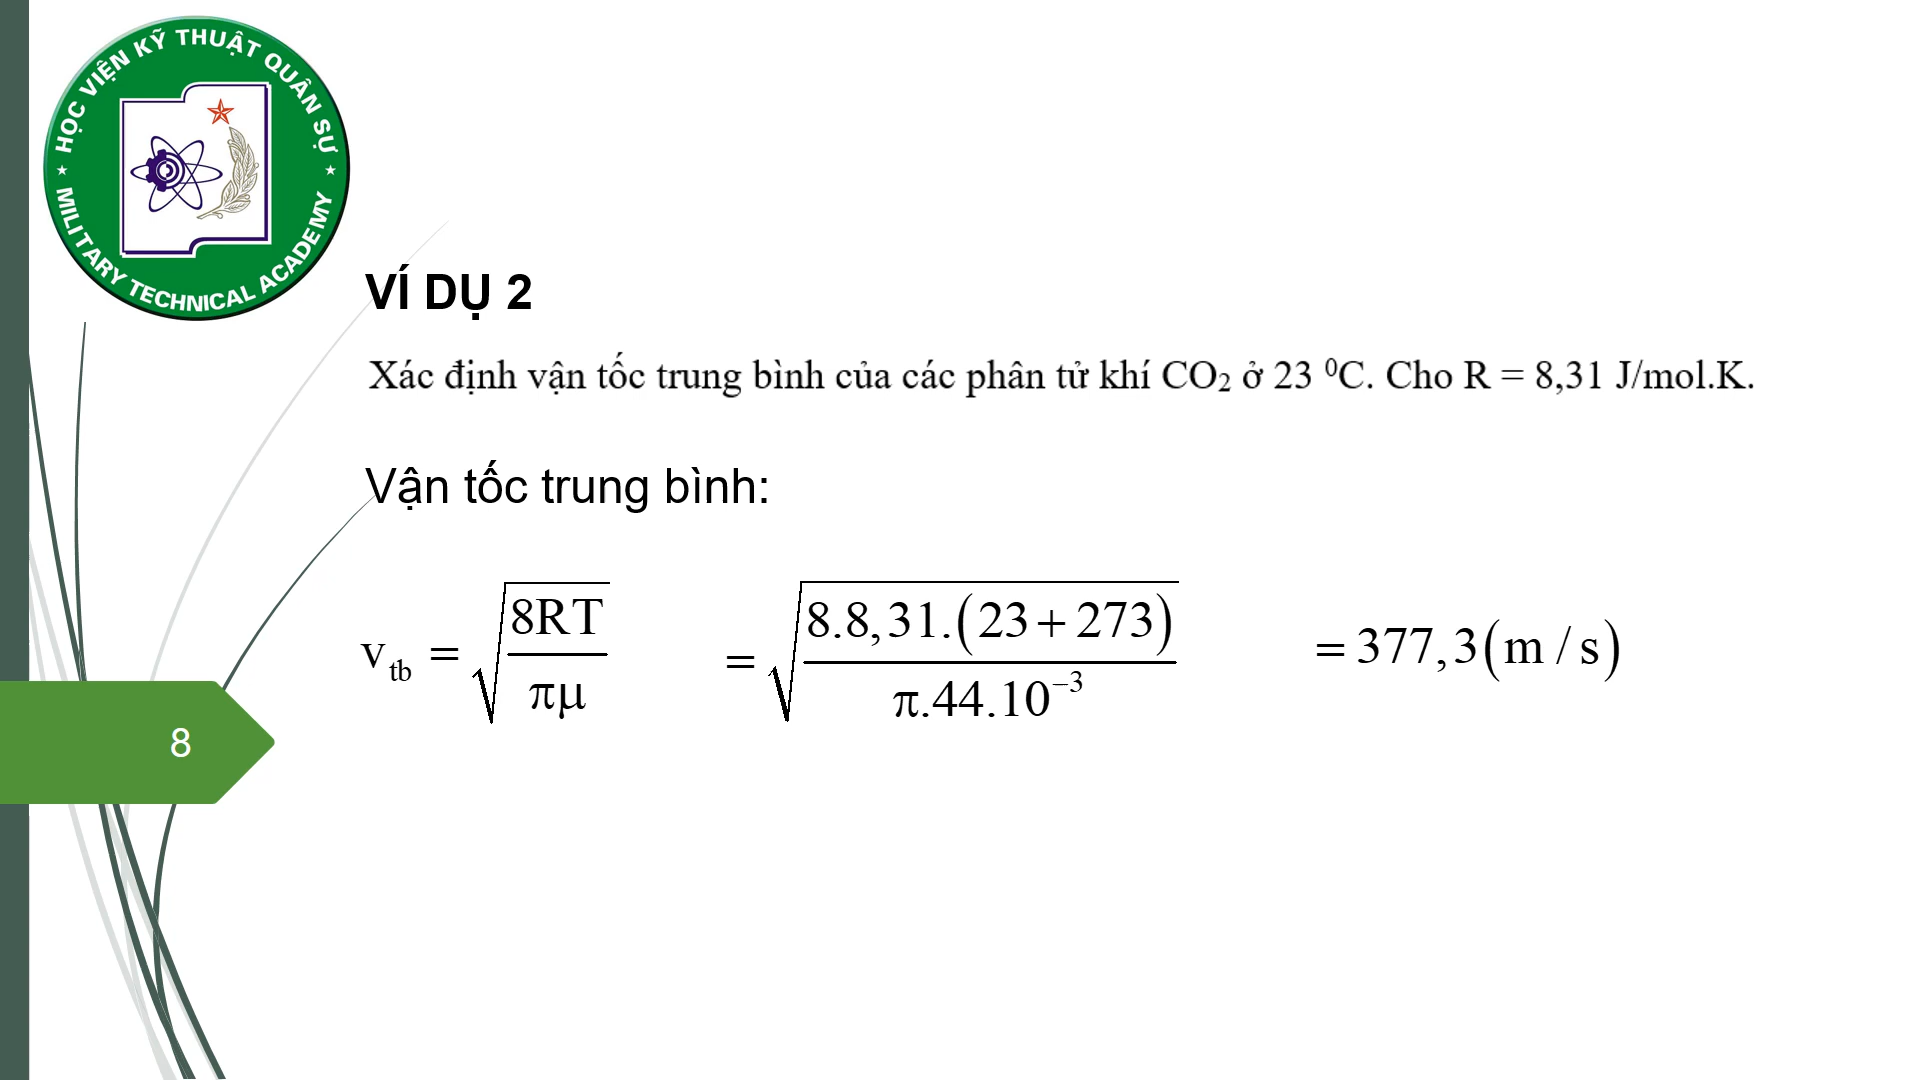 HỌC VIỆN KỸ THUẬT QUÂN SỰ
MILITARY TECHNICAL ACADEMY
VÍ DỤ 2
Xác định vận tốc trung bình của các phân tử khí CO₂ ở 23 ⁰C. Cho R = 8,31 J/mol.K.
Vận tốc trung bình:
v_tb = √(8RT / πμ) = √(8.8,31.(23+273) / π.44.10⁻³) = 377,3(m / s)
8